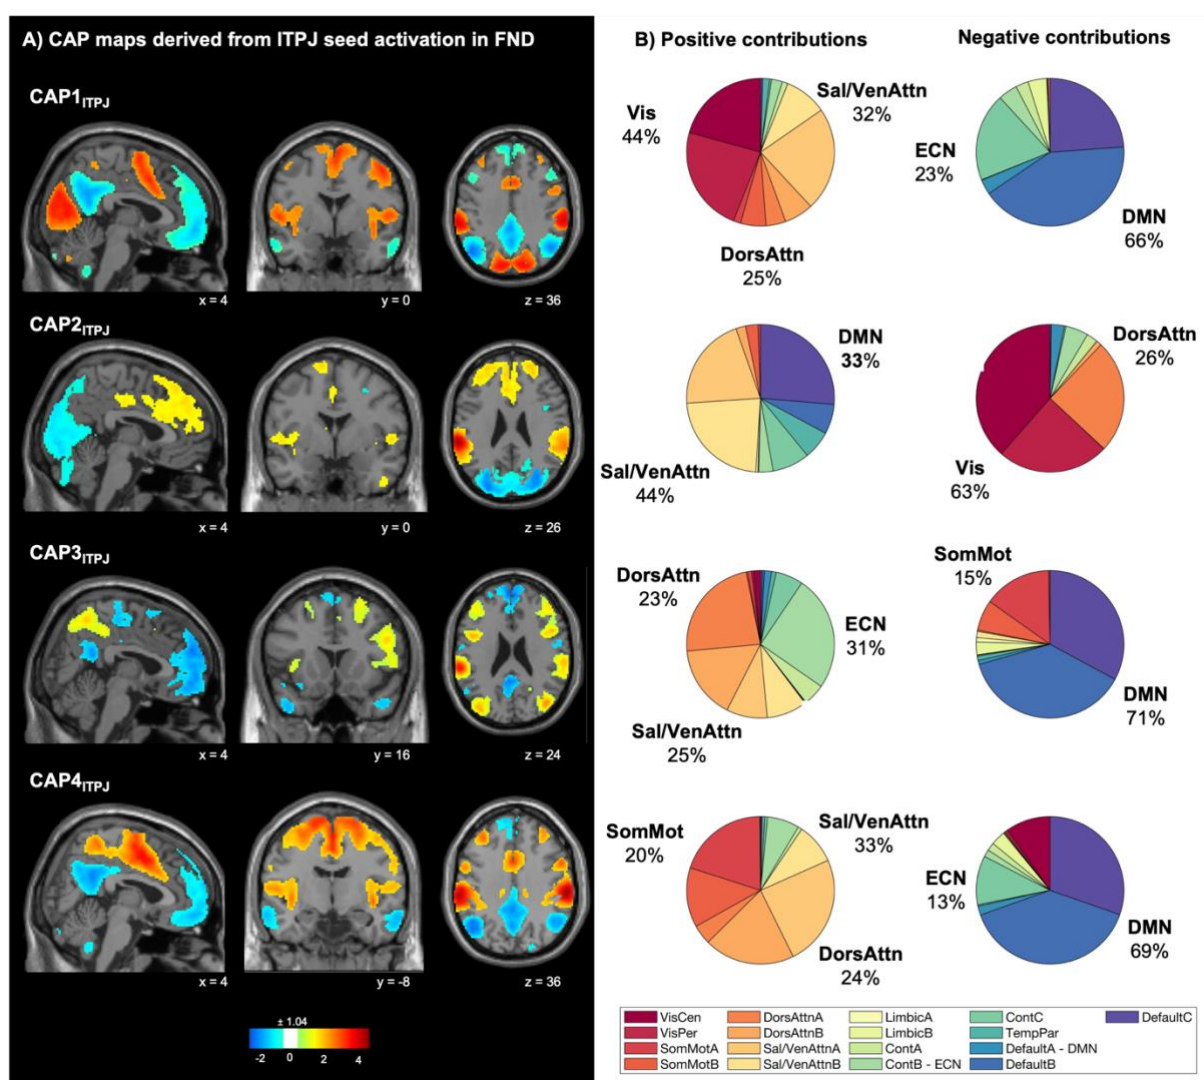 A) CAP maps derived from lTPJ seed activation in FND
CAP1lTPJ
x = 4
y = 0
z = 36
CAP2lTPJ
x = 4
y = 0
z = 26
CAP3lTPJ
x = 4
y = 16
z = 24
CAP4lTPJ
x = 4
y = -8
z = 36
± 1.04
-2 0 2 4
B) Positive contributions
Negative contributions
Vis
44%
Sal/VenAttn
32%
DorsAttn
25%
ECN
23%
DMN
66%
DMN
33%
Sal/VenAttn
44%
DorsAttn
26%
Vis
63%
DorsAttn
23%
ECN
31%
Sal/VenAttn
25%
SomMot
15%
DMN
71%
SomMot
20%
Sal/VenAttn
33%
DorsAttn
24%
ECN
13%
DMN
69%
VisCen
VisPer
SomMotA
SomMotB
DorsAttnA
DorsAttnB
Sal/VenAttnA
Sal/VenAttnB
LimbicA
LimbicB
ContA
ContB - ECN
ContC
TempPar
DefaultA - DMN
DefaultB
DefaultC